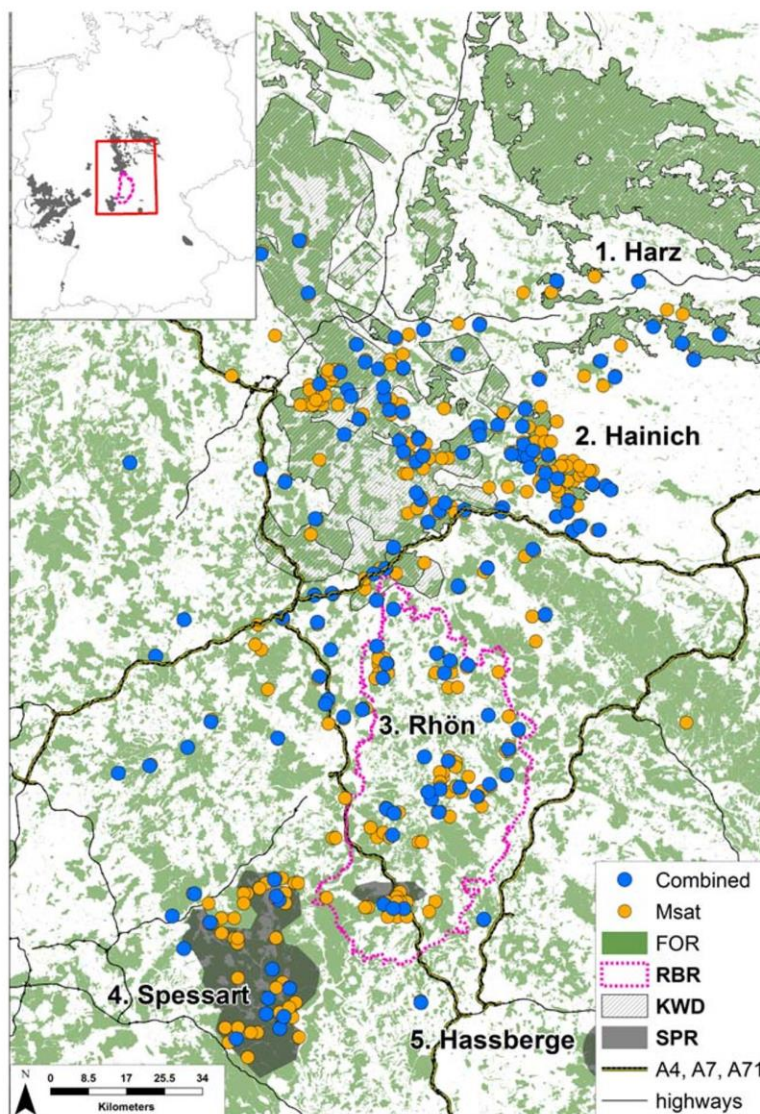 1. Harz
2. Hainich
3. Rhön
4. Spessart
5. Hassberge
Combined
Msat
FOR
RBR
KWD
SPR
A4, A7, A71
highways
N
0 8.5 17 25.5 34
Kilometers